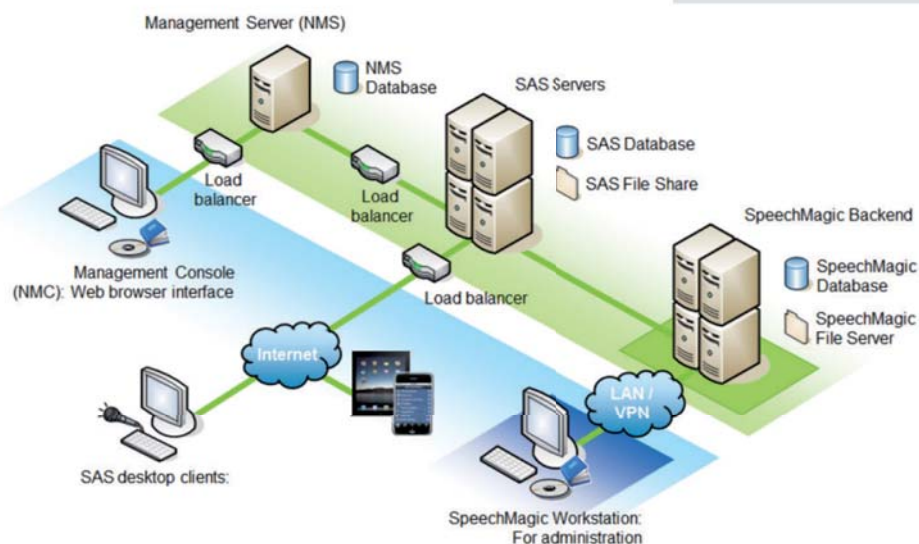 Management Server (NMS)
NMS
Database
SAS Servers
SAS Database
SAS File Share
Load
balancer
Load
balancer
SpeechMagic Backend
SpeechMagic
Database
SpeechMagic
File Server
Management Console
(NMC): Web browser interface
Load balancer
Internet
LAN /
VPN
SAS desktop clients:
SpeechMagic Workstation:
For administration